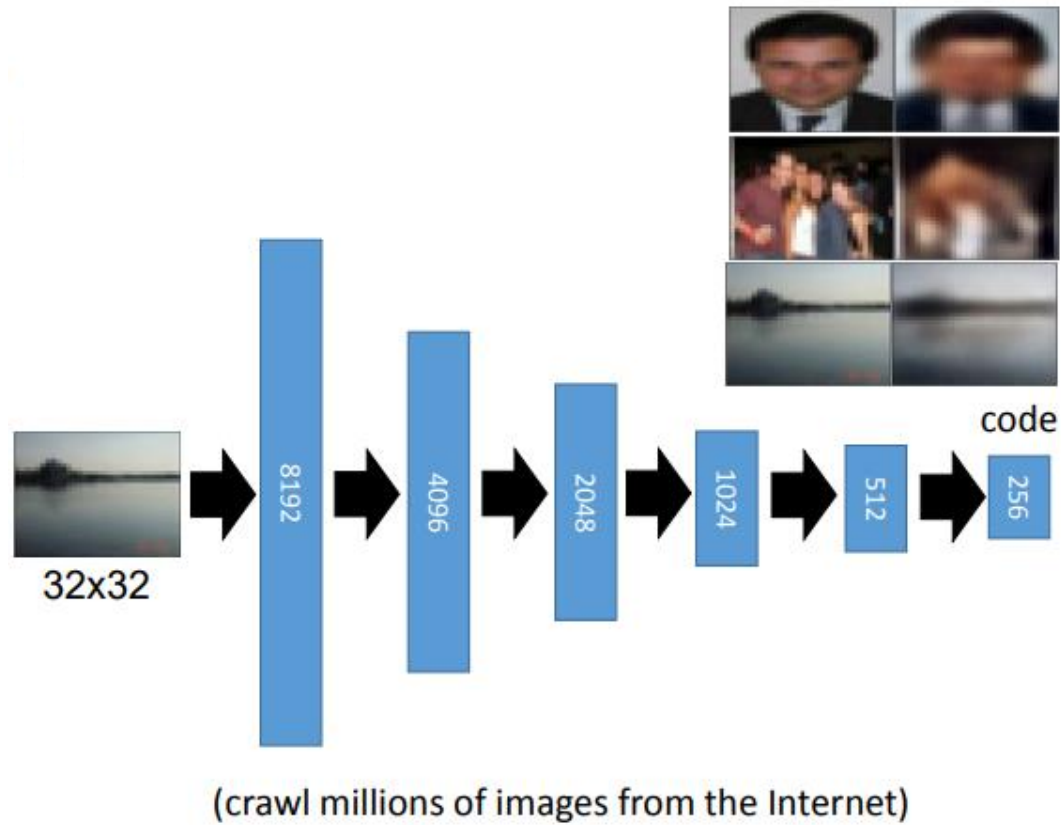 code
8192
4096
2048
1024
512
256
32x32
(crawl millions of images from the Internet)